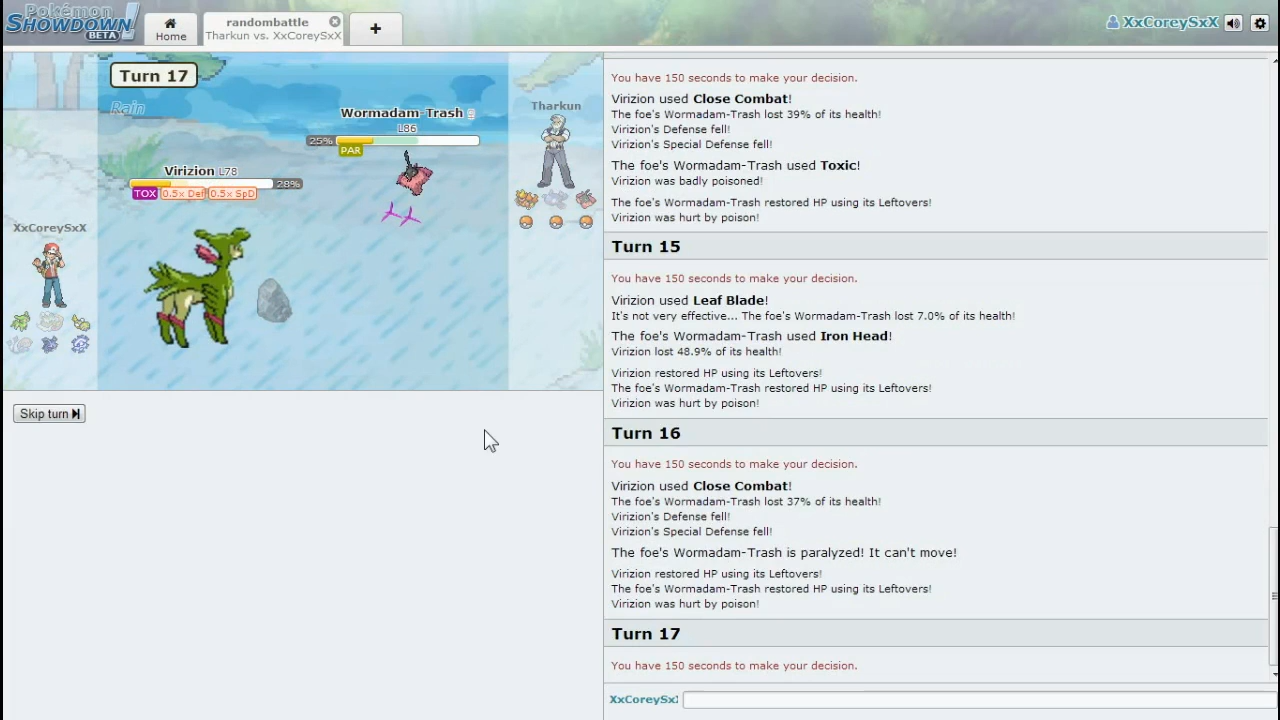 Pokémon
SHOWDOWN!
BETA
Home
randombattle
Tharkun vs. XxCoreySxX
+
XxCoreySxX
Turn 17
Rain
Wormadam-Trash
L86
25%
PAR
Tharkun
Virizion L78
28%
TOX 0.5x Def 0.5x SpD
XxCoreySxX
Skip turn
You have 150 seconds to make your decision.
Virizion used Close Combat!
The foe's Wormadam-Trash lost 39% of its health!
Virizion's Defense fell!
Virizion's Special Defense fell!
The foe's Wormadam-Trash used Toxic!
Virizion was badly poisoned!
The foe's Wormadam-Trash restored HP using its Leftovers!
Virizion was hurt by poison!
Turn 15
You have 150 seconds to make your decision.
Virizion used Leaf Blade!
It's not very effective... The foe's Wormadam-Trash lost 7.0% of its health!
The foe's Wormadam-Trash used Iron Head!
Virizion lost 48.9% of its health!
Virizion restored HP using its Leftovers!
The foe's Wormadam-Trash restored HP using its Leftovers!
Virizion was hurt by poison!
Turn 16
You have 150 seconds to make your decision.
Virizion used Close Combat!
The foe's Wormadam-Trash lost 37% of its health!
Virizion's Defense fell!
Virizion's Special Defense fell!
The foe's Wormadam-Trash is paralyzed! It can't move!
Virizion restored HP using its Leftovers!
The foe's Wormadam-Trash restored HP using its Leftovers!
Virizion was hurt by poison!
Turn 17
You have 150 seconds to make your decision.
XxCoreySxX